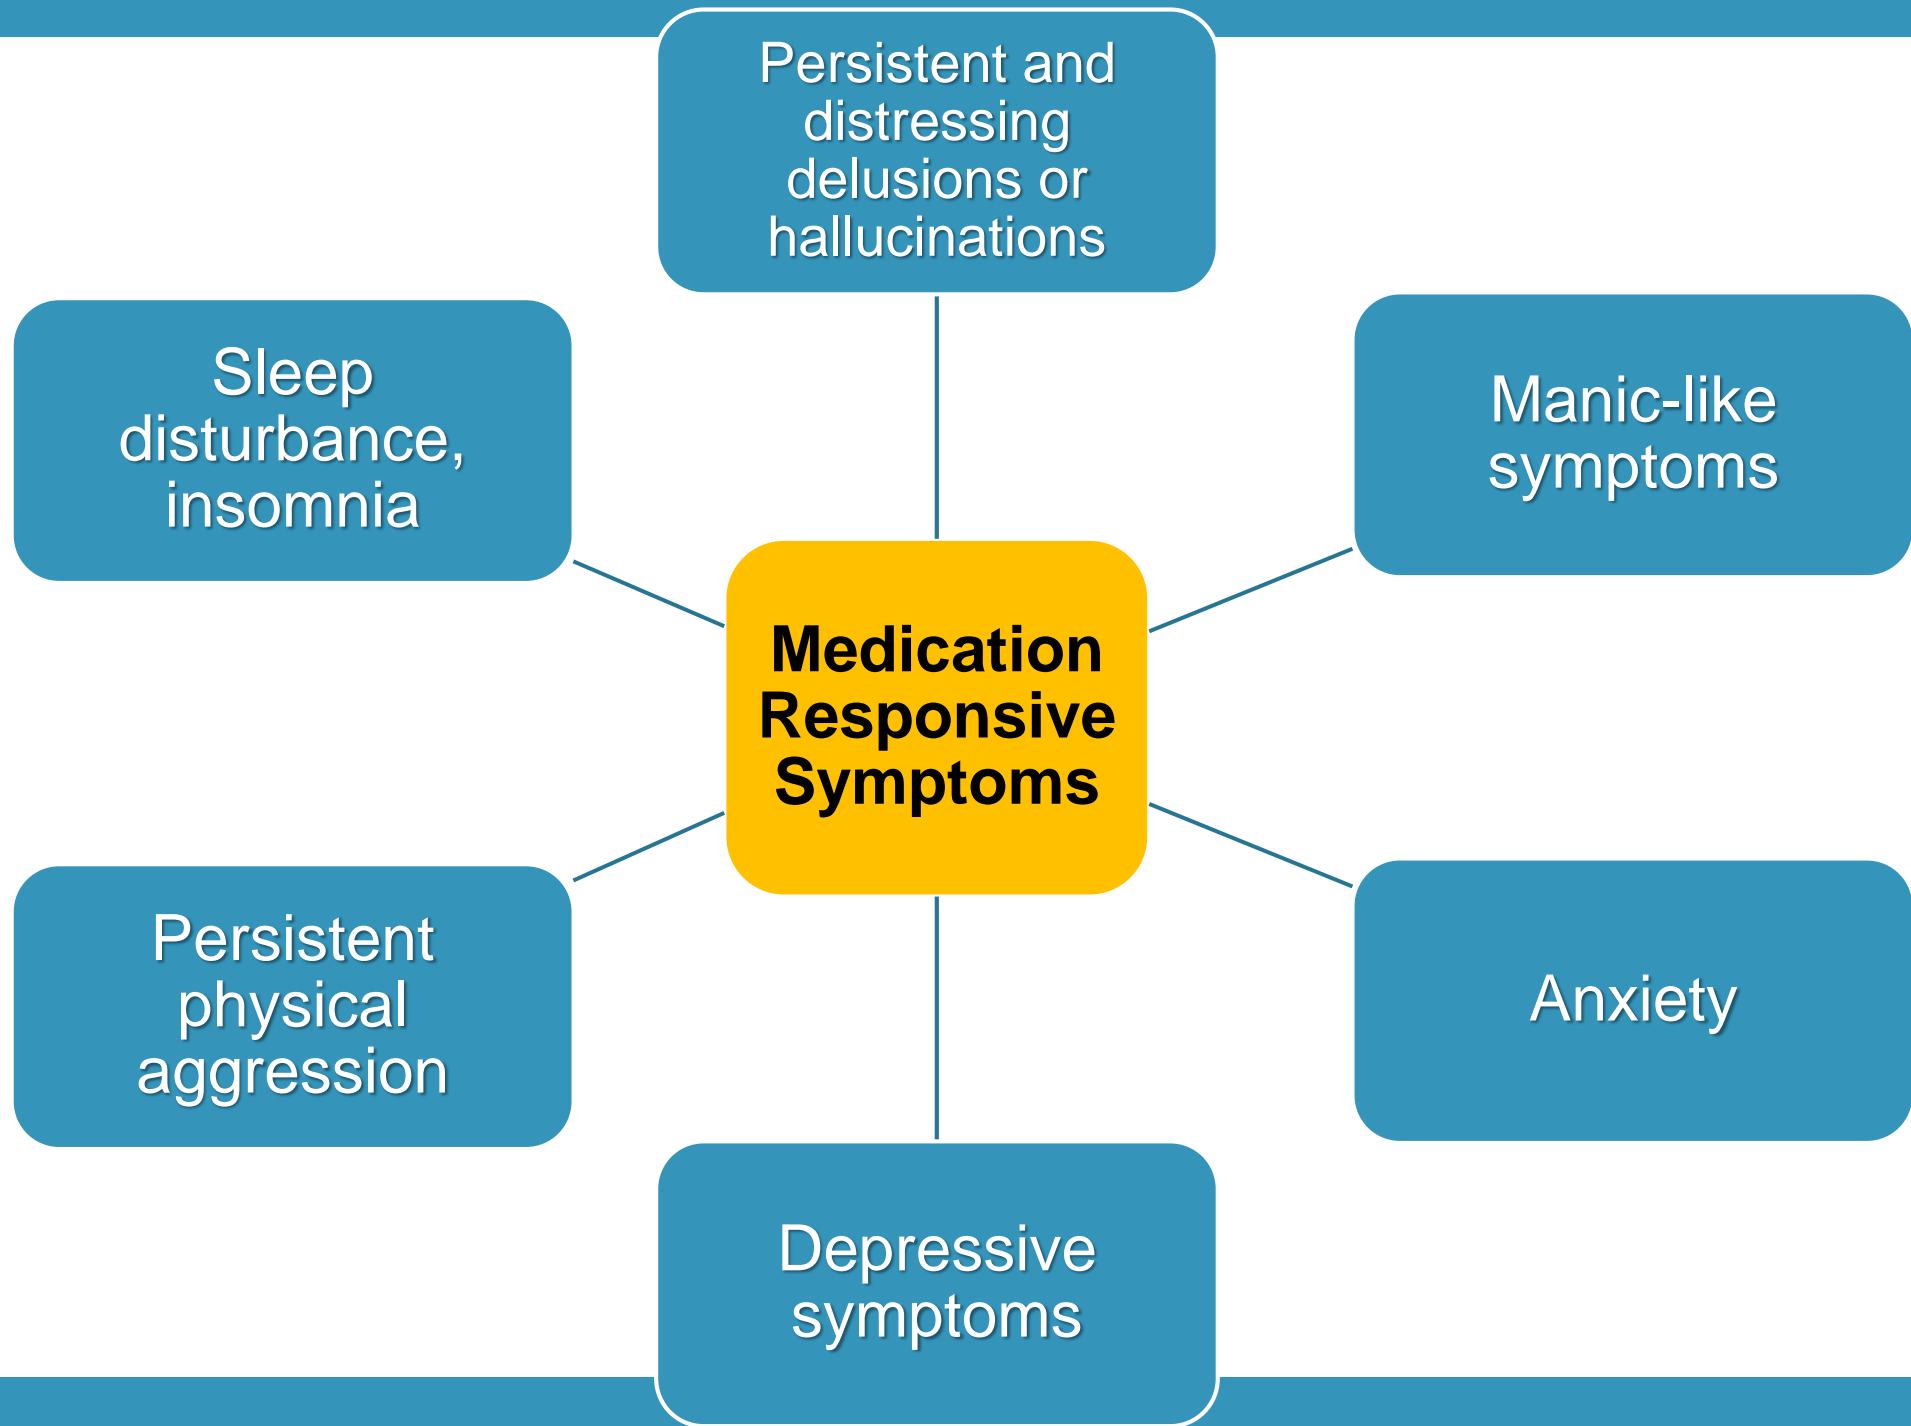 Persistent and
distressing
delusions or
hallucinations
Sleep
disturbance,
insomnia
Manic-like
symptoms
Medication
Responsive
Symptoms
Persistent
physical
aggression
Anxiety
Depressive
symptoms